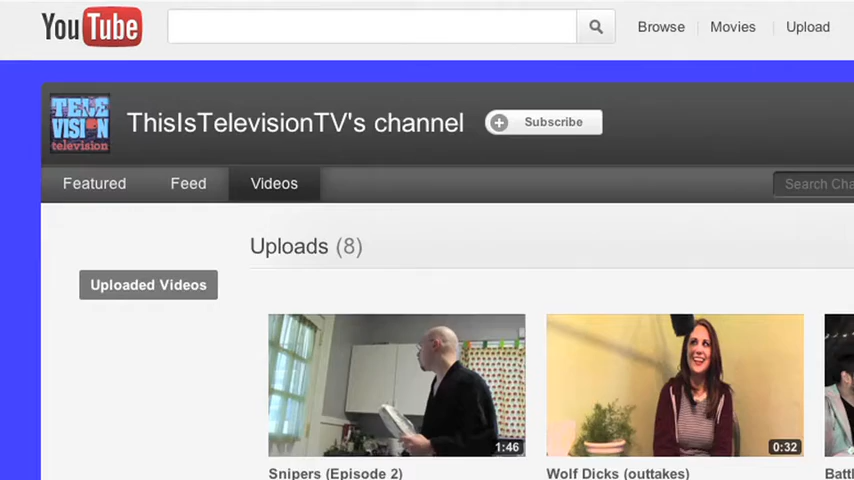 YouTube
Browse
Movies
Upload
TELE
VISION
television
ThisIsTelevisionTV's channel
Subscribe
Featured
Feed
Videos
Search Cha
Uploads (8)
Uploaded Videos
1:46
0:32
Snipers (Episode 2)
Wolf Dicks (outtakes)
Battl